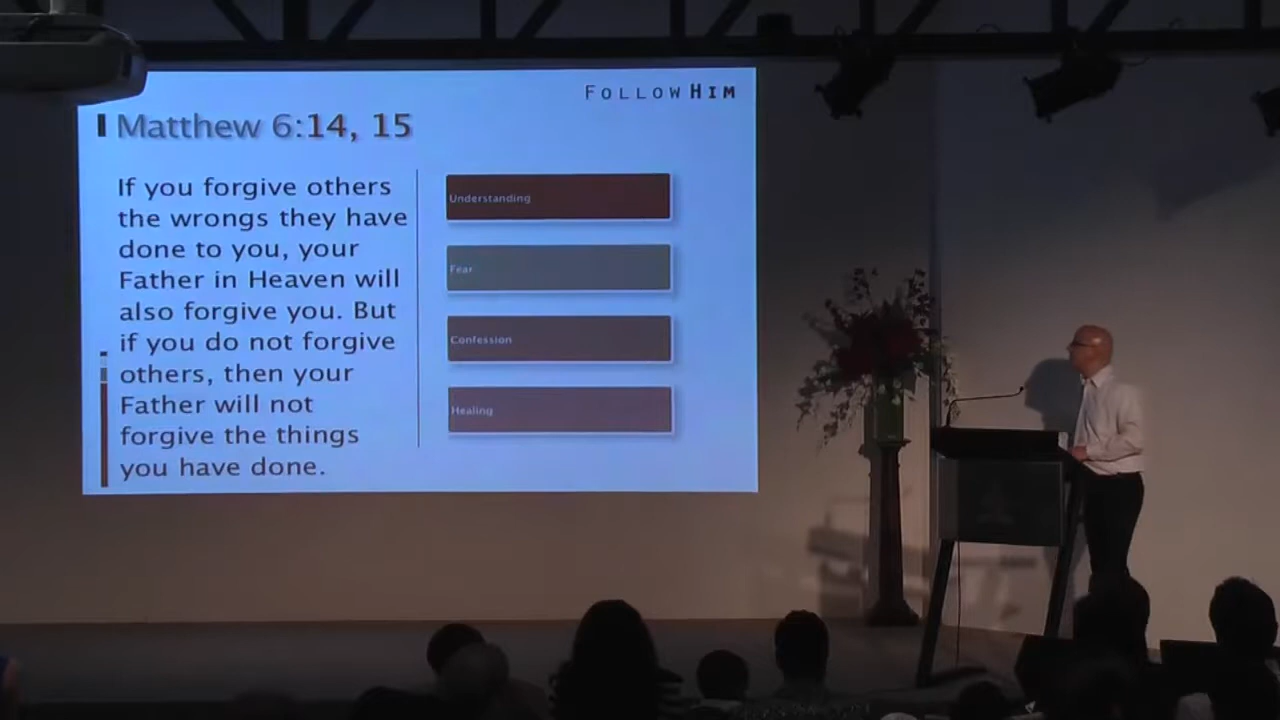 FOLLOWHIM
Matthew 6:14, 15
If you forgive others
the wrongs they have
done to you, your
Father in Heaven will
also forgive you. But
if you do not forgive
others, then your
Father will not
forgive the things
you have done.
Understanding
Fear
Confession
Healing